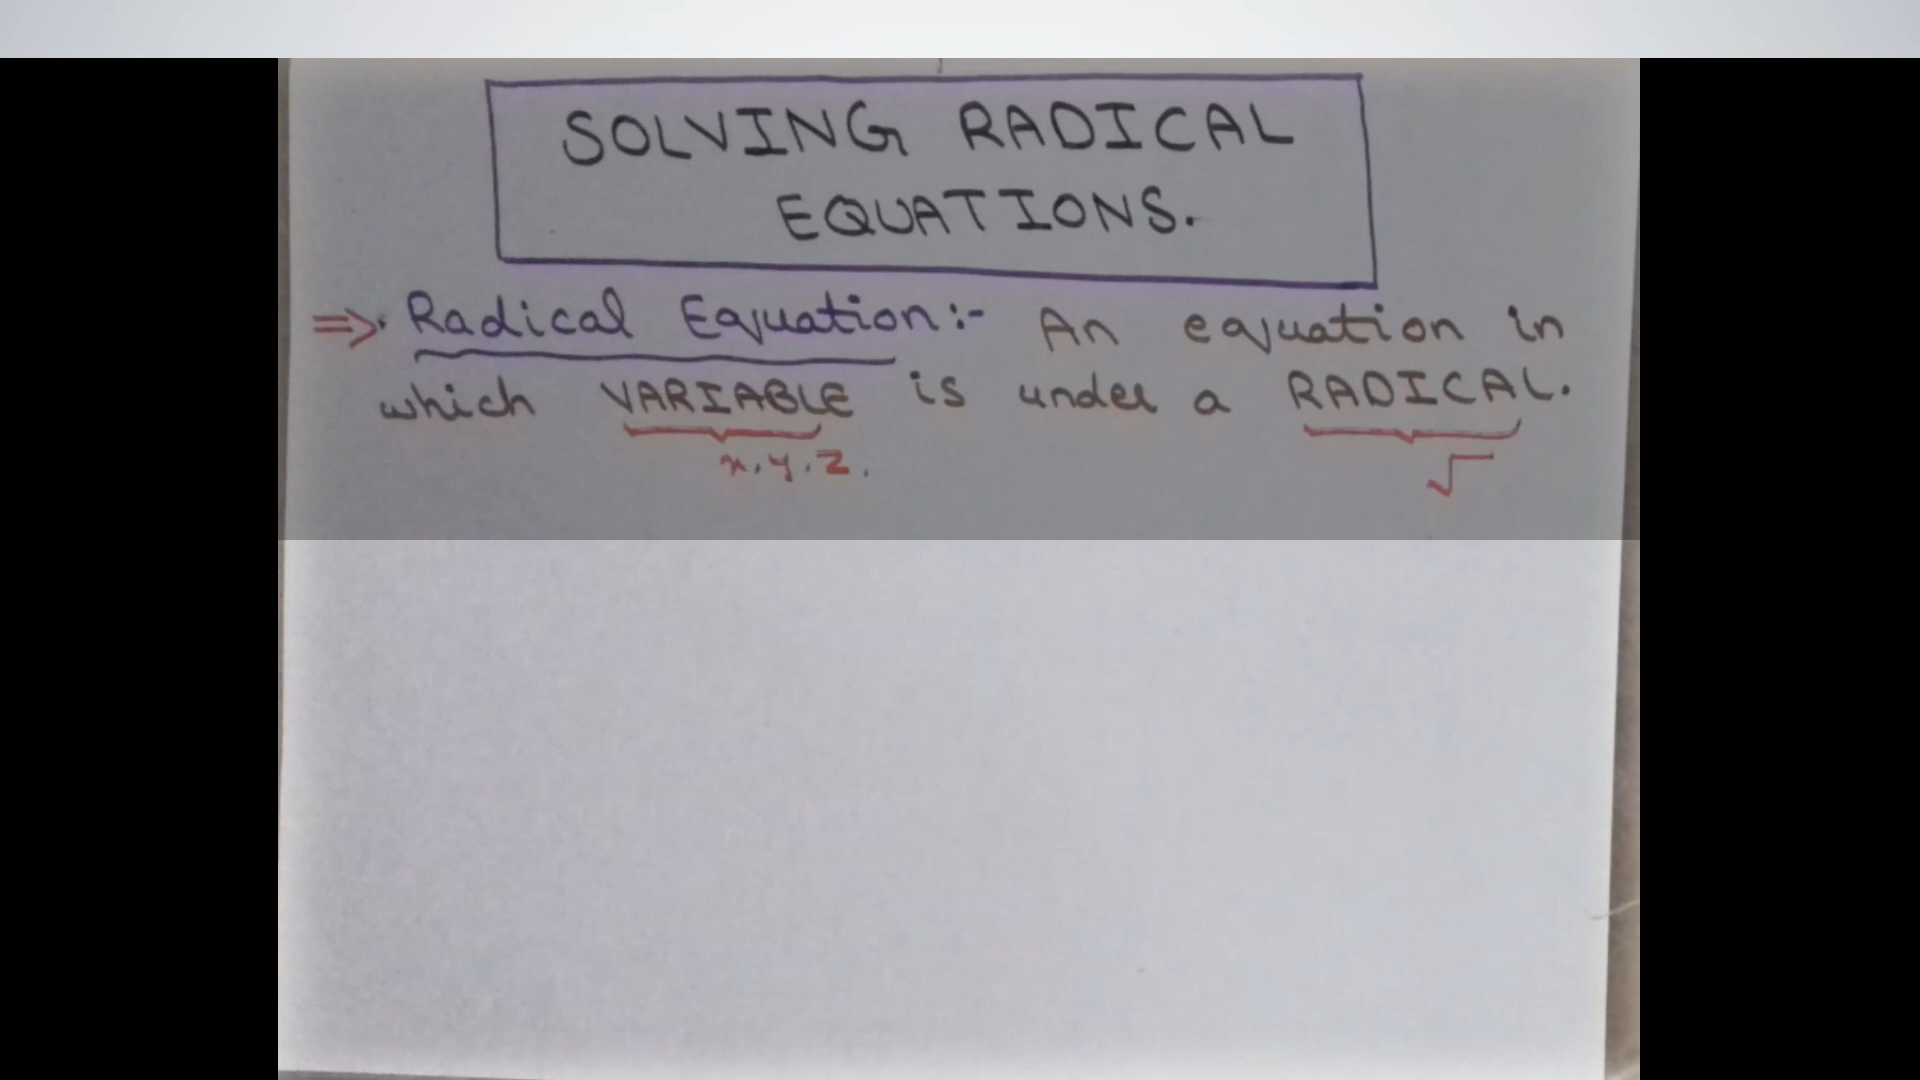 SOLVING RADICAL
EQUATIONS.
⇒ Radical Equation:- An equation in
which VARIABLE is under a RADICAL.
x, y, z. √